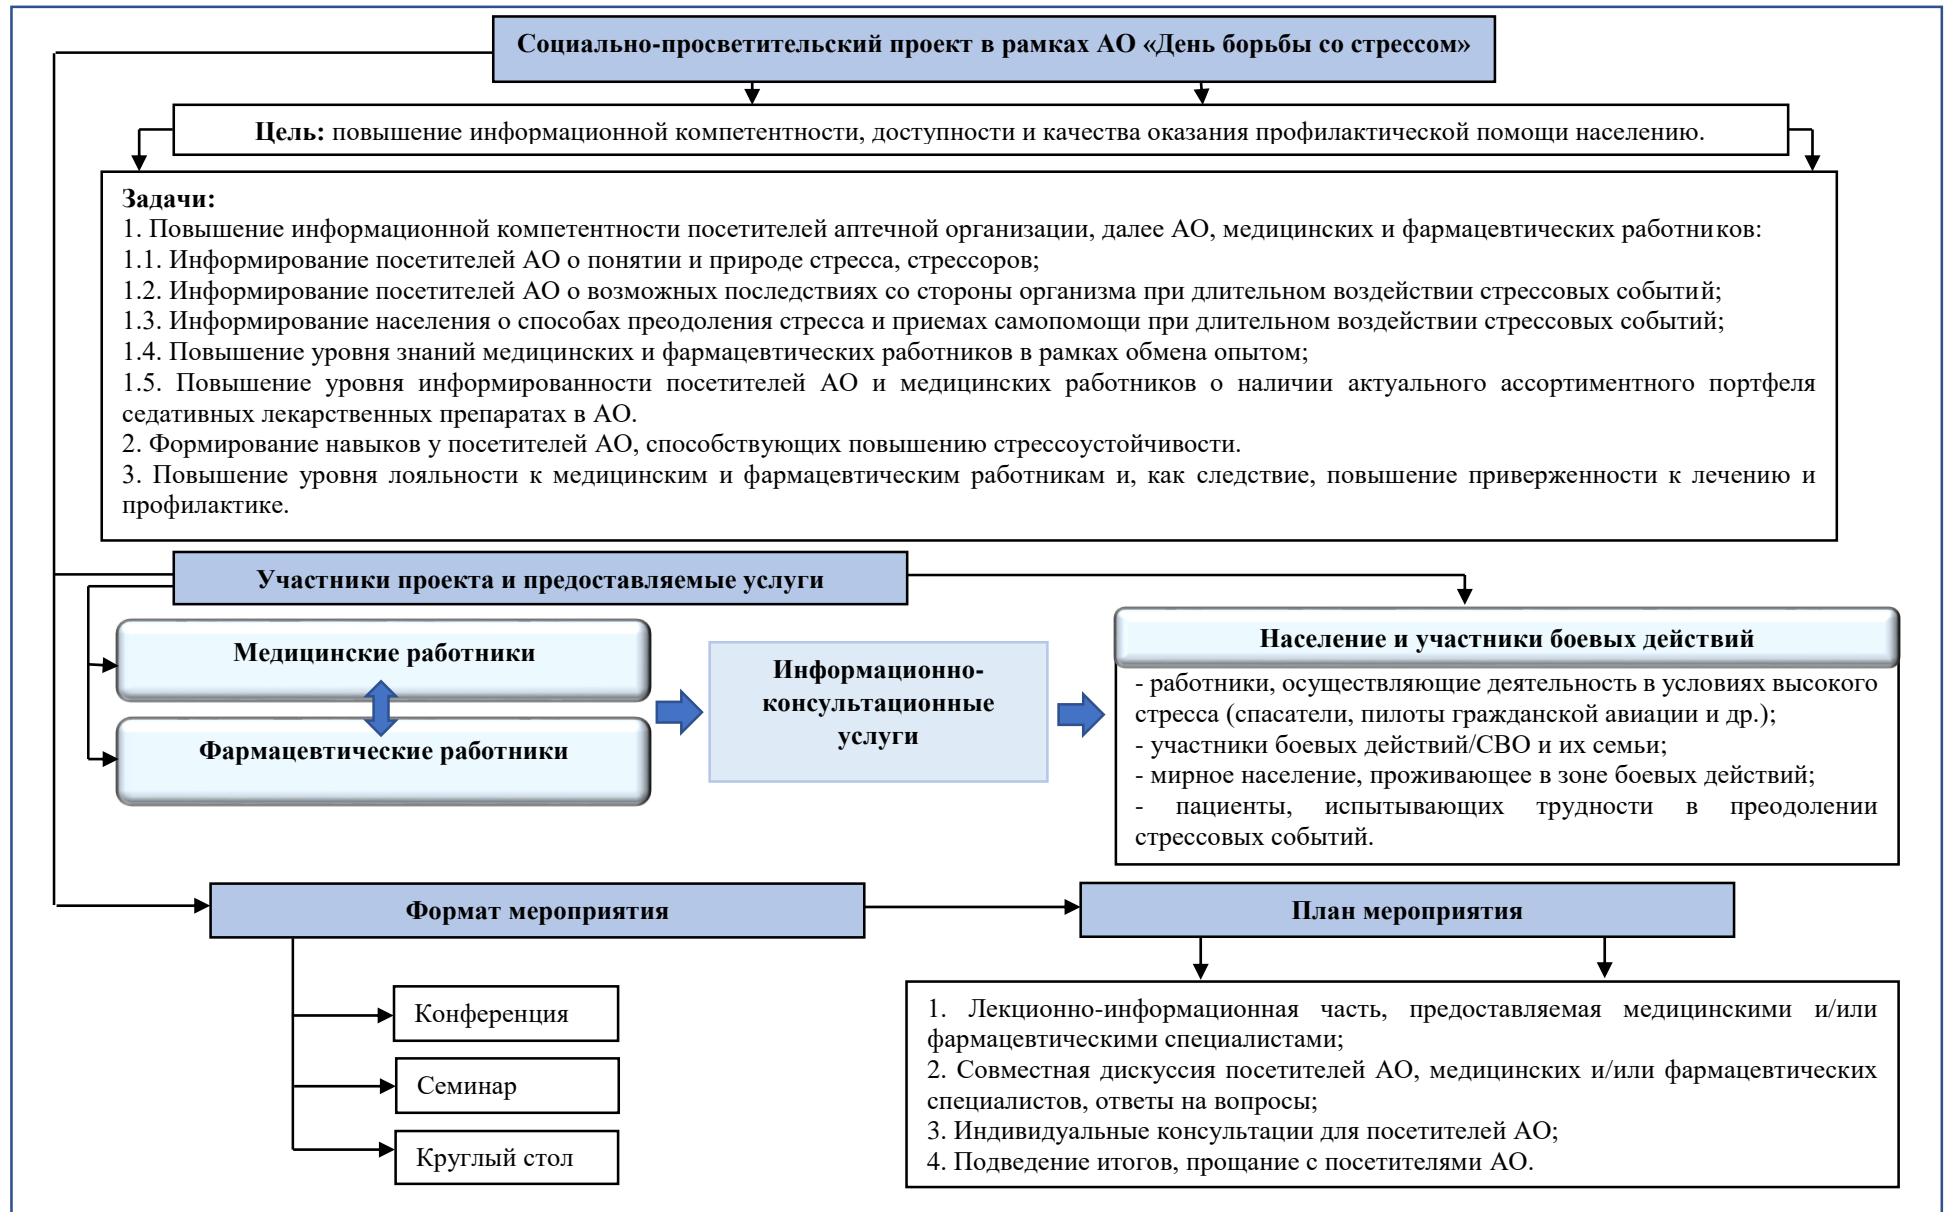 Социально-просветительский проект в рамках АО «День борьбы со стрессом»
Цель: повышение информационной компетентности, доступности и качества оказания профилактической помощи населению.
Задачи:
1. Повышение информационной компетентности посетителей аптечной организации, далее АО, медицинских и фармацевтических работников:
1.1. Информирование посетителей АО о понятии и природе стресса, стрессоров;
1.2. Информирование посетителей АО о возможных последствиях со стороны организма при длительном воздействии стрессовых событий;
1.3. Информирование населения о способах преодоления стресса и приемах самопомощи при длительном воздействии стрессовых событий;
1.4. Повышение уровня знаний медицинских и фармацевтических работников в рамках обмена опытом;
1.5. Повышение уровня информированности посетителей АО и медицинских работников о наличии актуального ассортиментного портфеля
седативных лекарственных препаратах в АО.
2. Формирование навыков у посетителей АО, способствующих повышению стрессоустойчивости.
3. Повышение уровня лояльности к медицинским и фармацевтическим работникам и, как следствие, повышение приверженности к лечению и
профилактике.
Участники проекта и предоставляемые услуги
Медицинские работники
Фармацевтические работники
Информационно-
консультационные
услуги
Население и участники боевых действий
- работники, осуществляющие деятельность в условиях высокого
стресса (спасатели, пилоты гражданской авиации и др.);
- участники боевых действий/СВО и их семьи;
- мирное население, проживающее в зоне боевых действий;
- пациенты, испытывающих трудности в преодолении
стрессовых событий.
Формат мероприятия
Конференция
Семинар
Круглый стол
План мероприятия
1. Лекционно-информационная часть, предоставляемая медицинскими и/или
фармацевтическими специалистами;
2. Совместная дискуссия посетителей АО, медицинских и/или фармацевтических
специалистов, ответы на вопросы;
3. Индивидуальные консультации для посетителей АО;
4. Подведение итогов, прощание с посетителями АО.